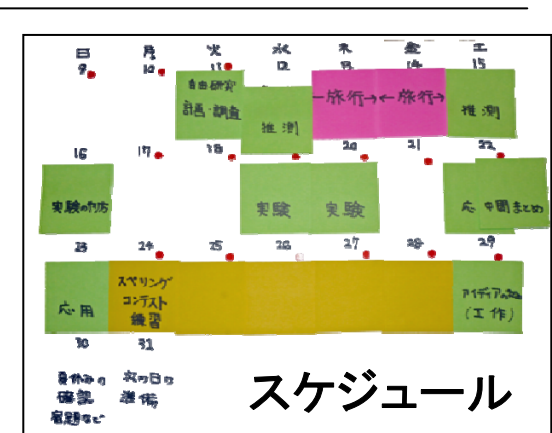 日 月 火 水 木 金 土
9 10 11 12 13 14 15
自由研究
計画・調査
推測
←旅行→←旅行→
推測
16 17 18 20 21 22
実験の
実験
実験
応 中間まとめ
23 24 25 26 27 28 29
応用
スペリング
コンテスト
練習
アイディア
(工作)
30 31
夏休みの
確認
宿題など
次の日の
準備
スケジュール